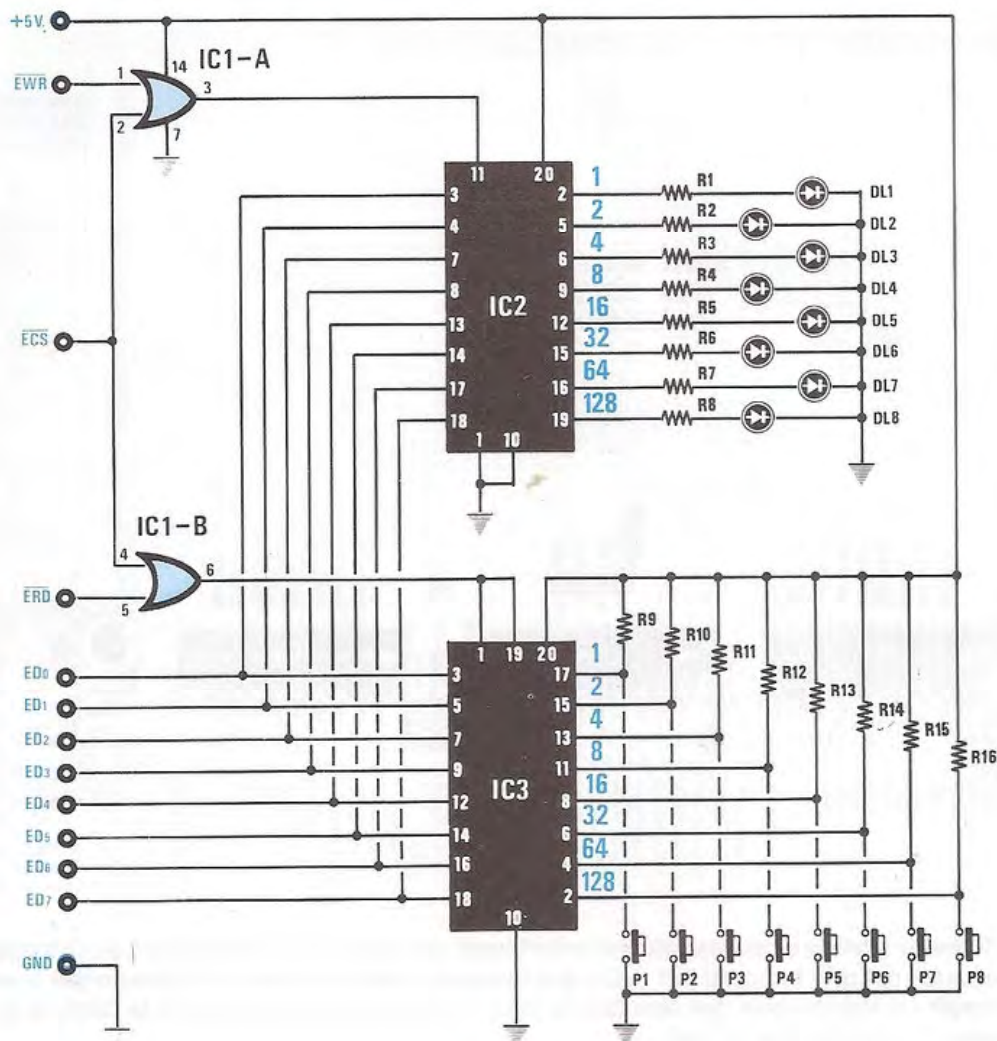 +5V.
IC1-A
14
1
EWR
3
2
7
11
20
1
3
2
R1
DL1
2
4
5
R2
DL2
4
7
6
R3
DL3
8
8
9
R4
DL4
IC2
16
13
12
R5
DL5
ECS
32
14
15
R6
DL6
64
17
16
R7
DL7
128
18
19
R8
DL8
1
10
IC1-B
4
6
ERD
5
R9
R10
R11
R12
R13
R14
R15
R16
1
19
20
1
ED0
3
17
2
ED1
5
15
4
ED2
7
13
8
ED3
9
11
IC3
16
ED4
12
8
32
ED5
14
6
64
ED6
16
4
128
ED7
18
2
10
GND
P1
P2
P3
P4
P5
P6
P7
P8